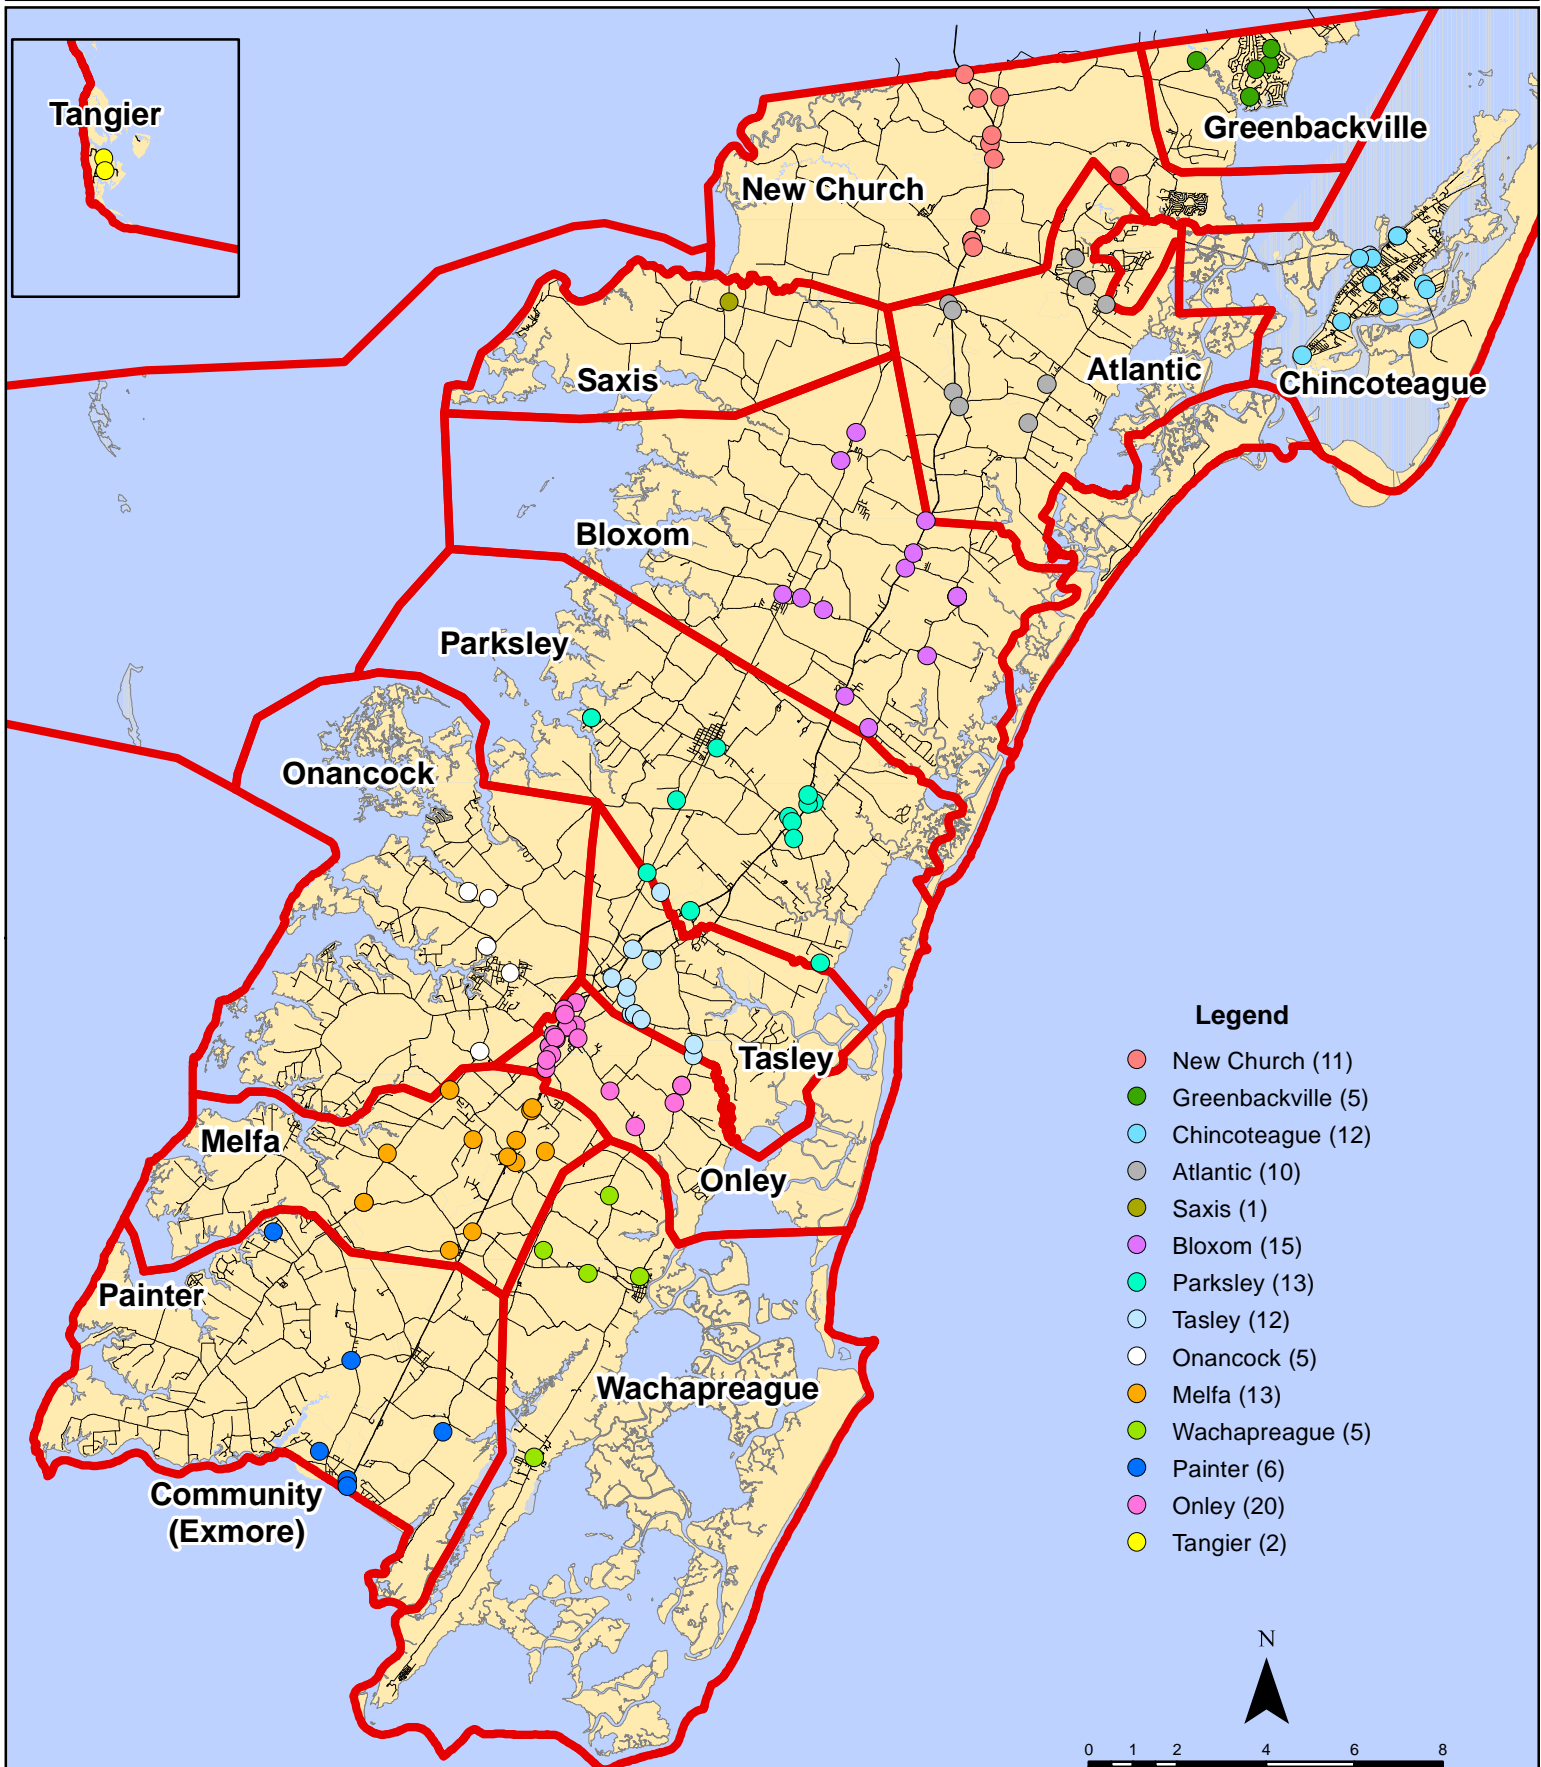 Tangier
Greenbackville
New Church
Atlantic
Saxis
Chincoteague
Bloxom
Parksley
Onancock
Tasley
Melfa
Onley
Painter
Wachapreague
Community
(Exmore)
Legend
New Church (11)
Greenbackville (5)
Chincoteague (12)
Atlantic (10)
Saxis (1)
Bloxom (15)
Parksley (13)
Tasley (12)
Onancock (5)
Melfa (13)
Wachapreague (5)
Painter (6)
Onley (20)
Tangier (2)
N
0 1 2 4 6 8